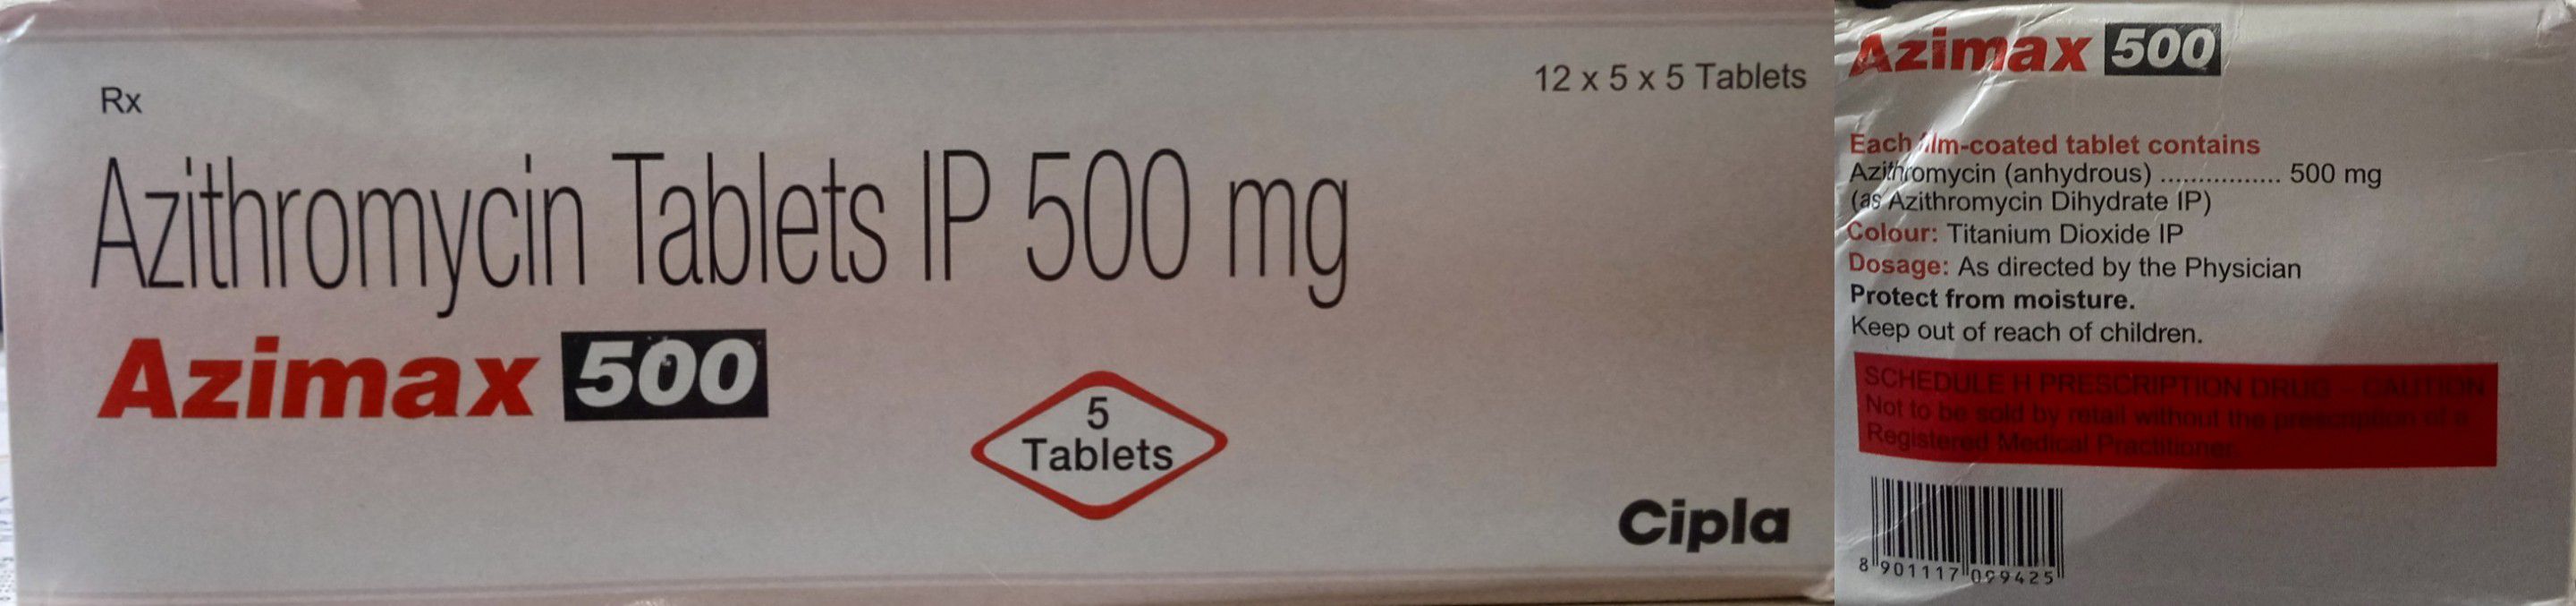 Rx
12 x 5 x 5 Tablets
Azithromycin Tablets IP 500 mg
Azimax 500
5
Tablets
Cipla
Azimax 500
Each film-coated tablet contains
Azithromycin (anhydrous) ................ 500 mg
(as Azithromycin Dihydrate IP)
Colour: Titanium Dioxide IP
Dosage: As directed by the Physician
Protect from moisture.
Keep out of reach of children.
SCHEDULE H PRESCRIPTION DRUG – CAUTION
Not to be sold by retail without the prescription of a
Registered Medical Practitioner
8 901117 099425